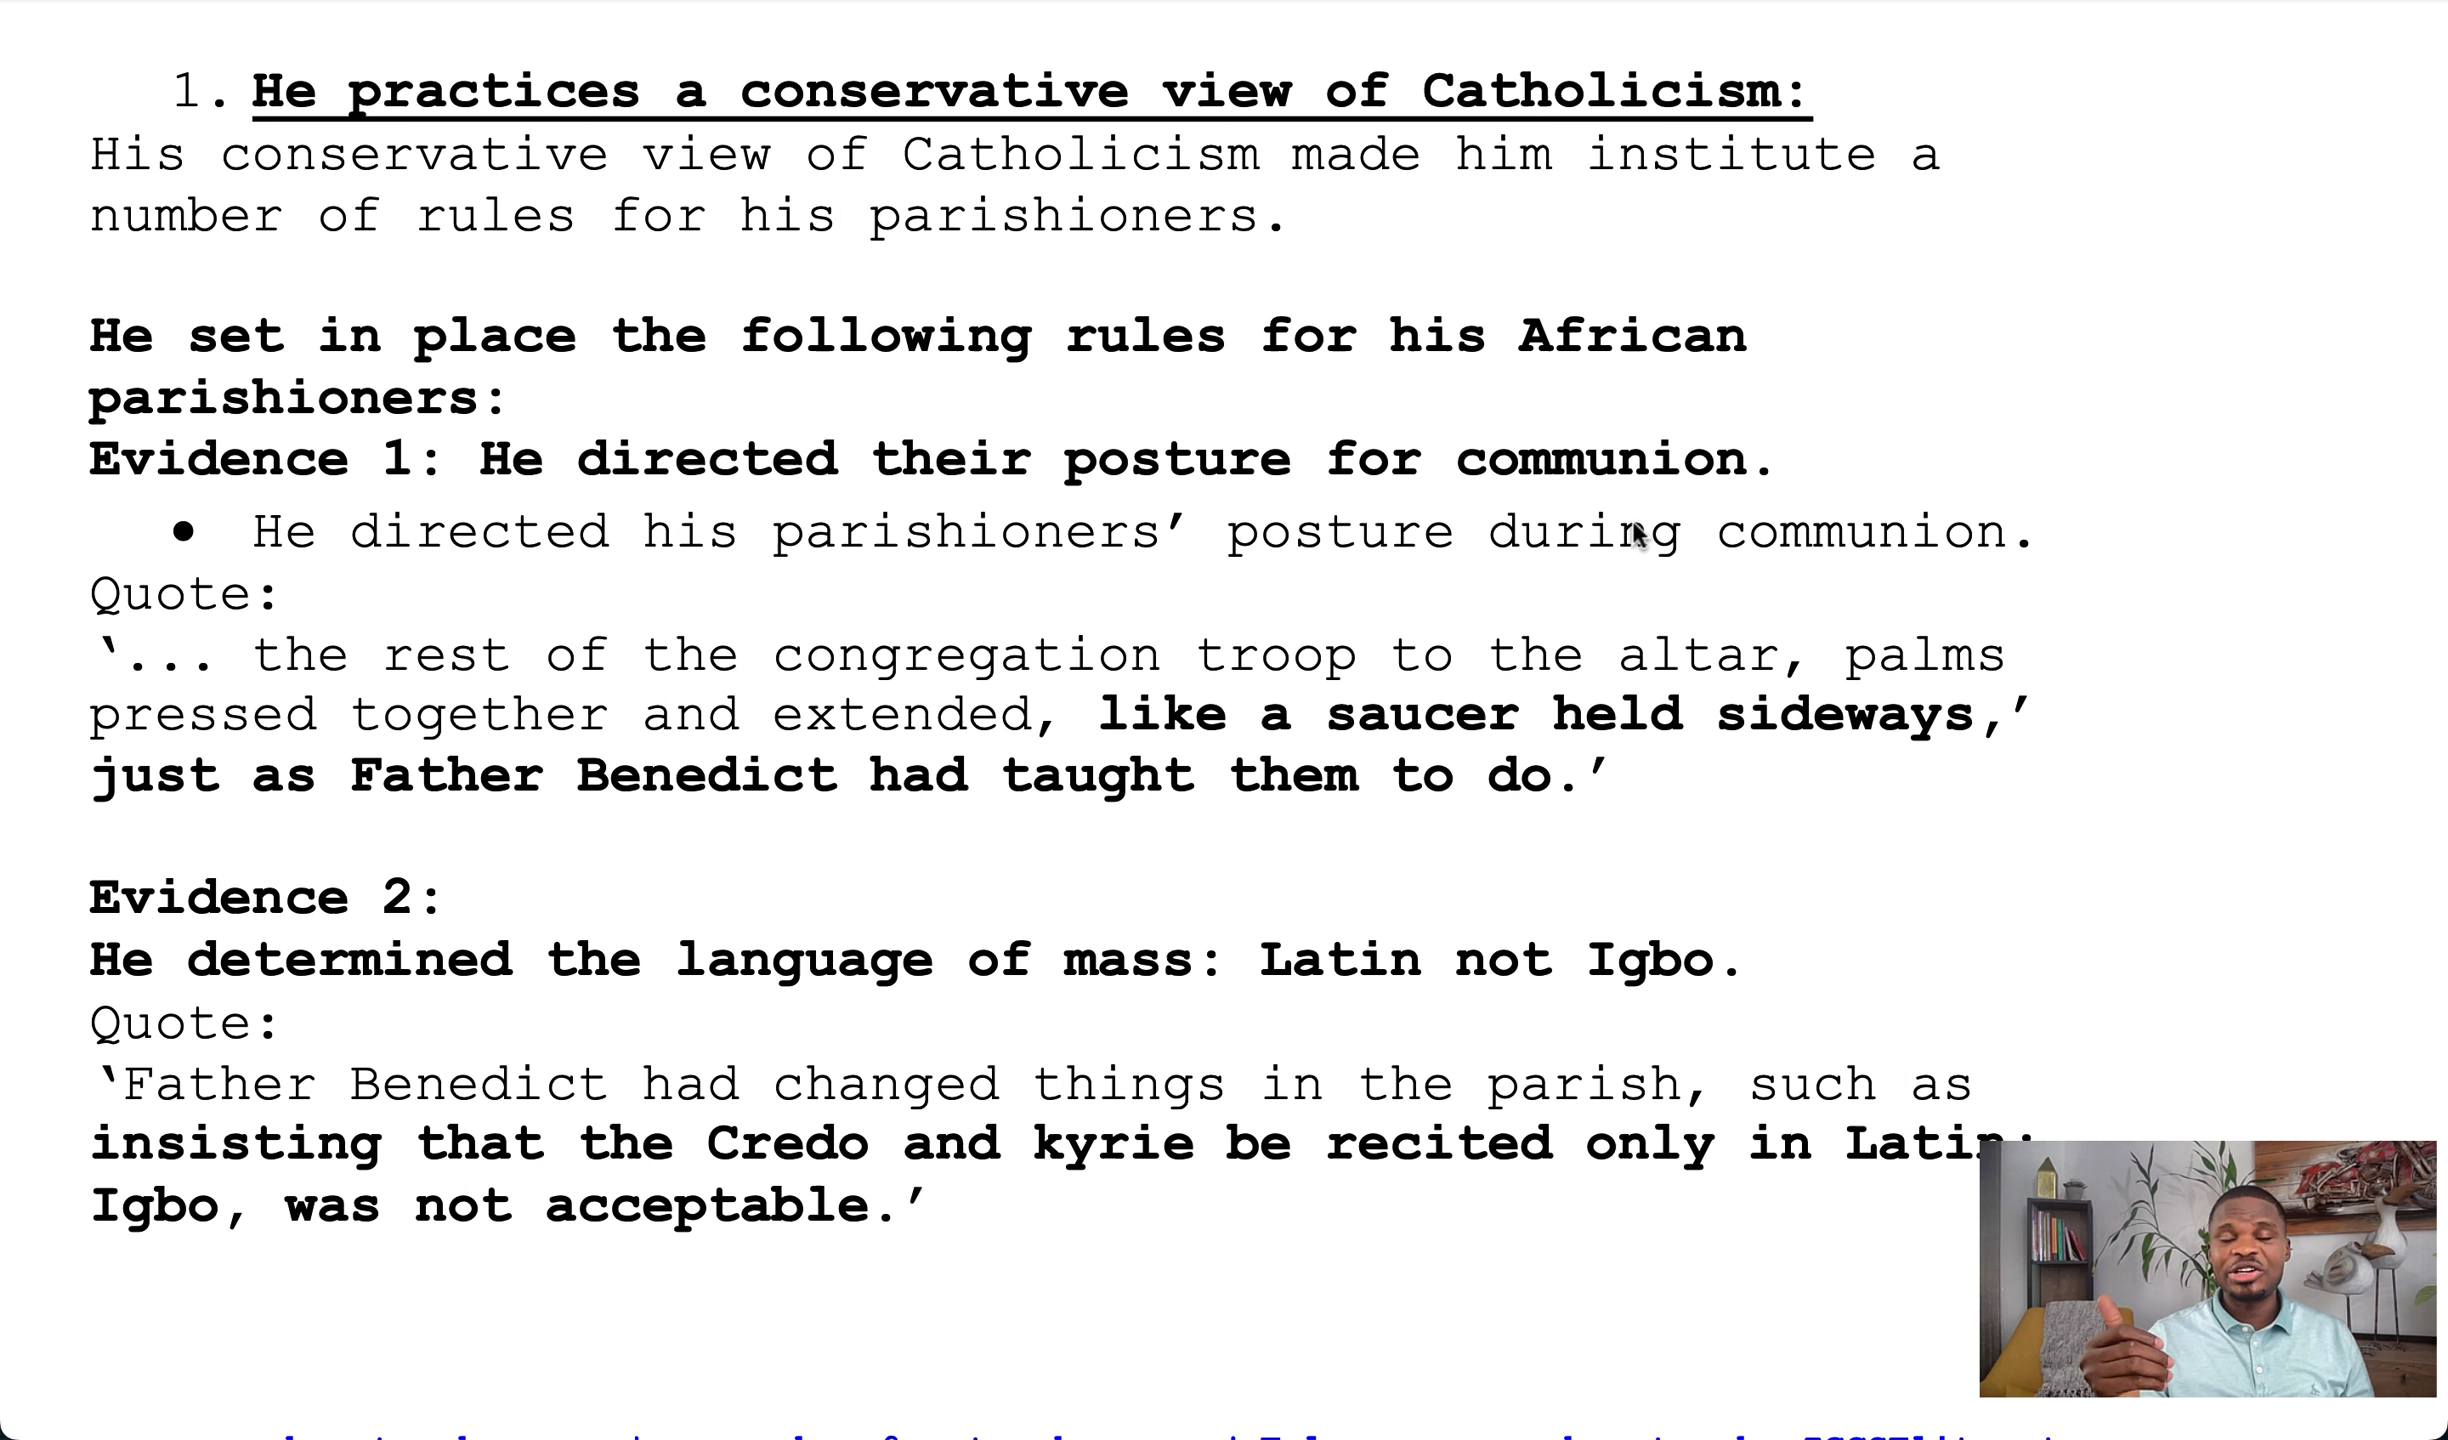 1. He practices a conservative view of Catholicism:
His conservative view of Catholicism made him institute a
number of rules for his parishioners.
He set in place the following rules for his African
parishioners:
Evidence 1: He directed their posture for communion.
● He directed his parishioners’ posture during communion.
Quote:
‘... the rest of the congregation troop to the altar, palms
pressed together and extended, like a saucer held sideways,’
just as Father Benedict had taught them to do.’
Evidence 2:
He determined the language of mass: Latin not Igbo.
Quote:
‘Father Benedict had changed things in the parish, such as
insisting that the Credo and kyrie be recited only in Latin;
Igbo, was not acceptable.’